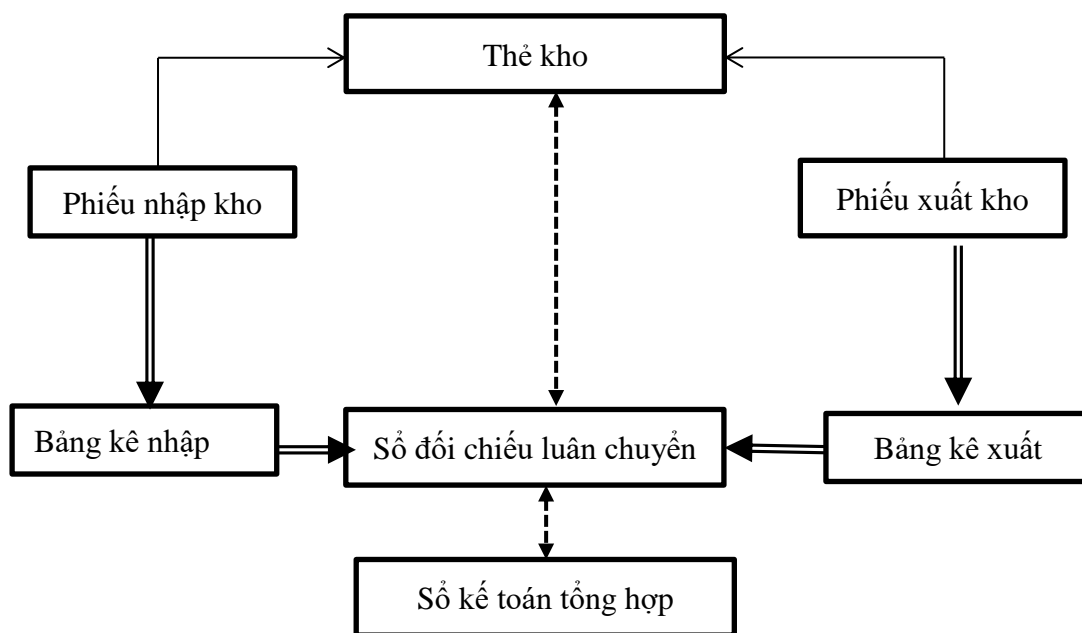 Thẻ kho
Phiếu nhập kho
Phiếu xuất kho
Bảng kê nhập
Sổ đối chiếu luân chuyển
Bảng kê xuất
Sổ kế toán tổng hợp